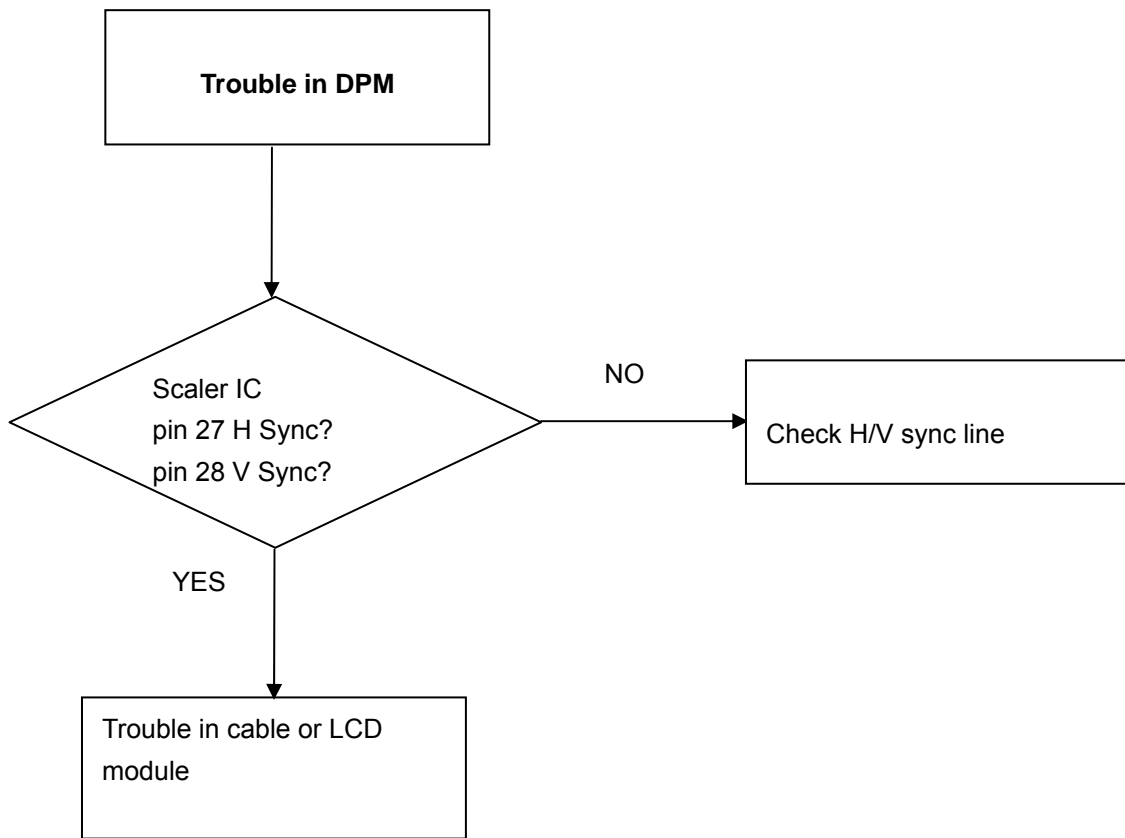 Trouble in DPM
Scaler IC
pin 27 H Sync?
pin 28 V Sync?
NO
Check H/V sync line
YES
Trouble in cable or LCD
module